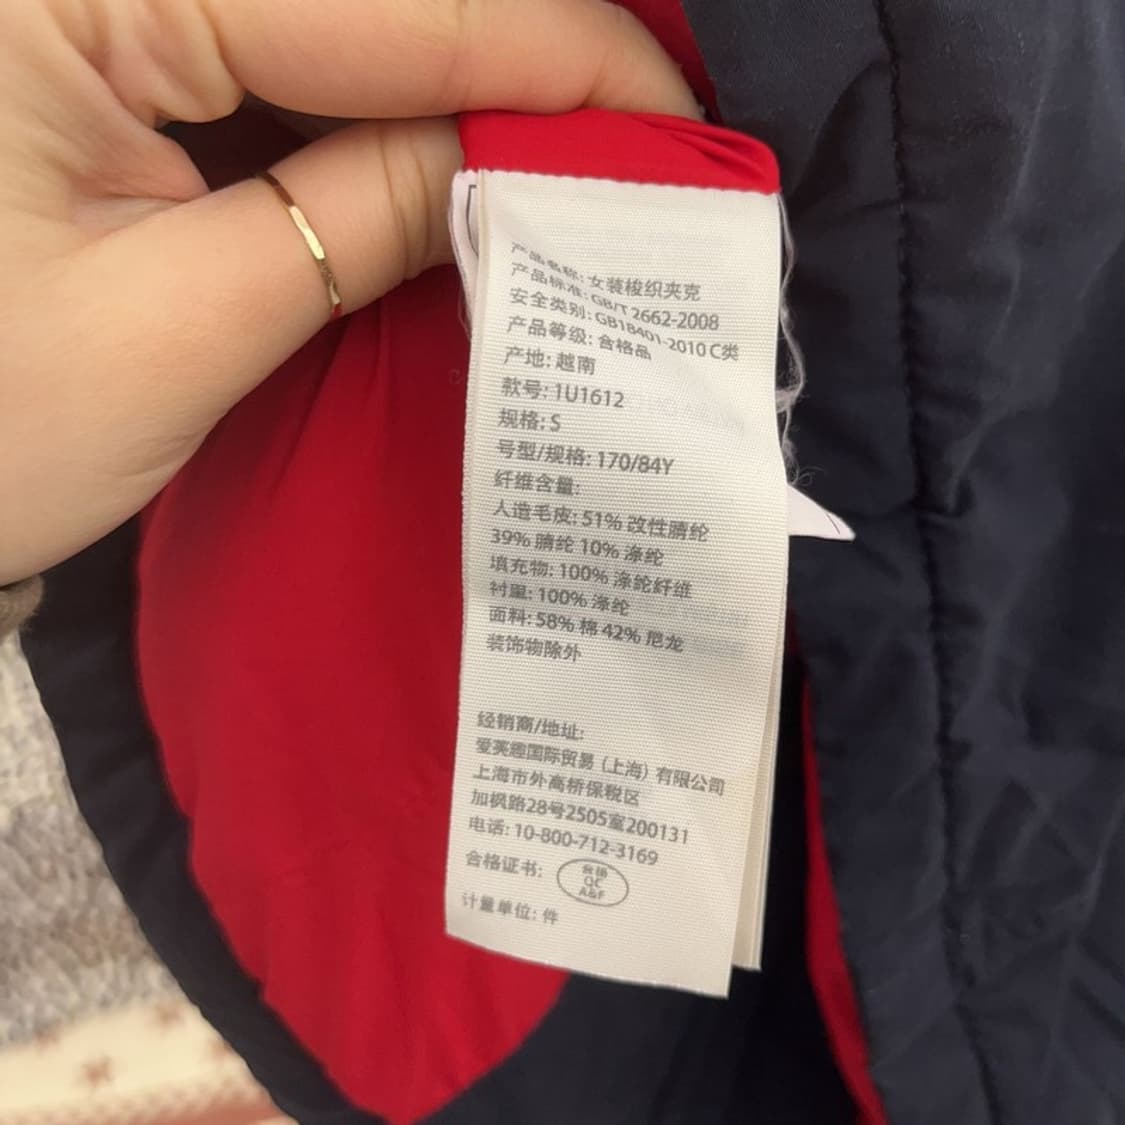 产品名称: 女装梭织夹克
产品标准: GB/T 2662-2008
安全类别: GB18401-2010 C类
产品等级: 合格品
产地: 越南
款号: 1U1612
规格: S
号型/规格: 170/84Y
纤维含量:
人造毛皮: 51% 改性腈纶
39% 腈纶 10% 涤纶
填充物: 100% 涤纶纤维
衬里: 100% 涤纶
面料: 58% 棉 42% 尼龙
装饰物除外
经销商/地址:
爱芙趣国际贸易 (上海) 有限公司
上海市外高桥保税区
加枫路28号2505室200131
电话: 10-800-712-3169
合格证书: 合格
QC
A&F
计量单位: 件